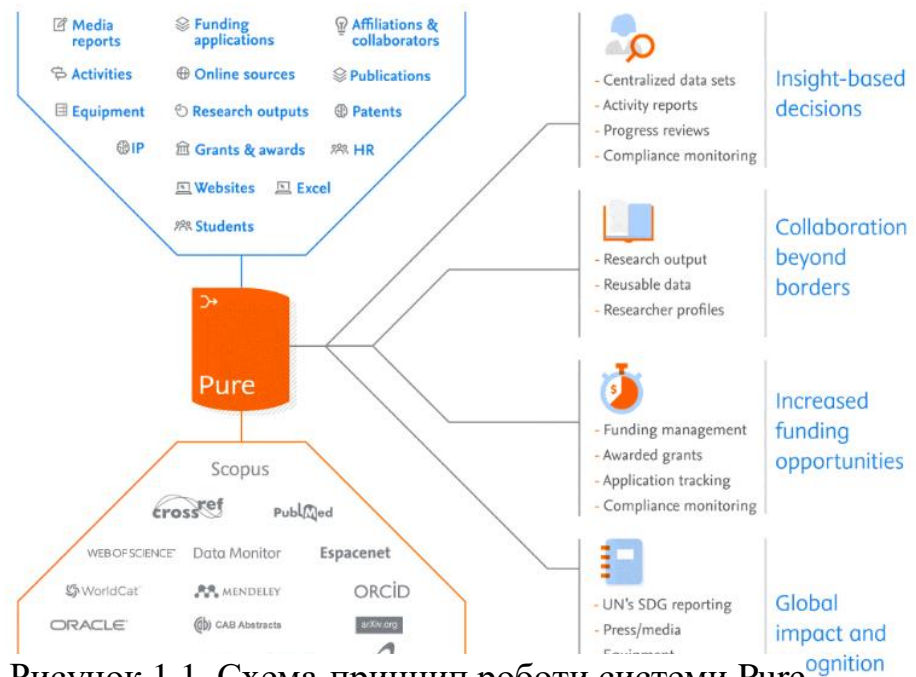 Media
reports
Funding
applications
Affiliations &
collaborators
Activities
Online sources
Publications
Equipment
Research outputs
Patents
IP
Grants & awards
HR
Websites
Excel
Students
Pure
Scopus
crossref
PubMed
WEB OF SCIENCE™
Data Monitor
Espacenet
WorldCat
MENDELEY
ORCID
ORACLE
CAB Abstracts
arXiv.org
- Centralized data sets
- Activity reports
- Progress reviews
- Compliance monitoring
Insight-based
decisions
- Research output
- Reusable data
- Researcher profiles
Collaboration
beyond
borders
$
- Funding management
- Awarded grants
- Application tracking
- Compliance monitoring
Increased
funding
opportunities
- UN's SDG reporting
- Press/media
- Equipment
Global
impact and
ognition
Рисунок 1.1. Схема-принцип роботи системи Pure